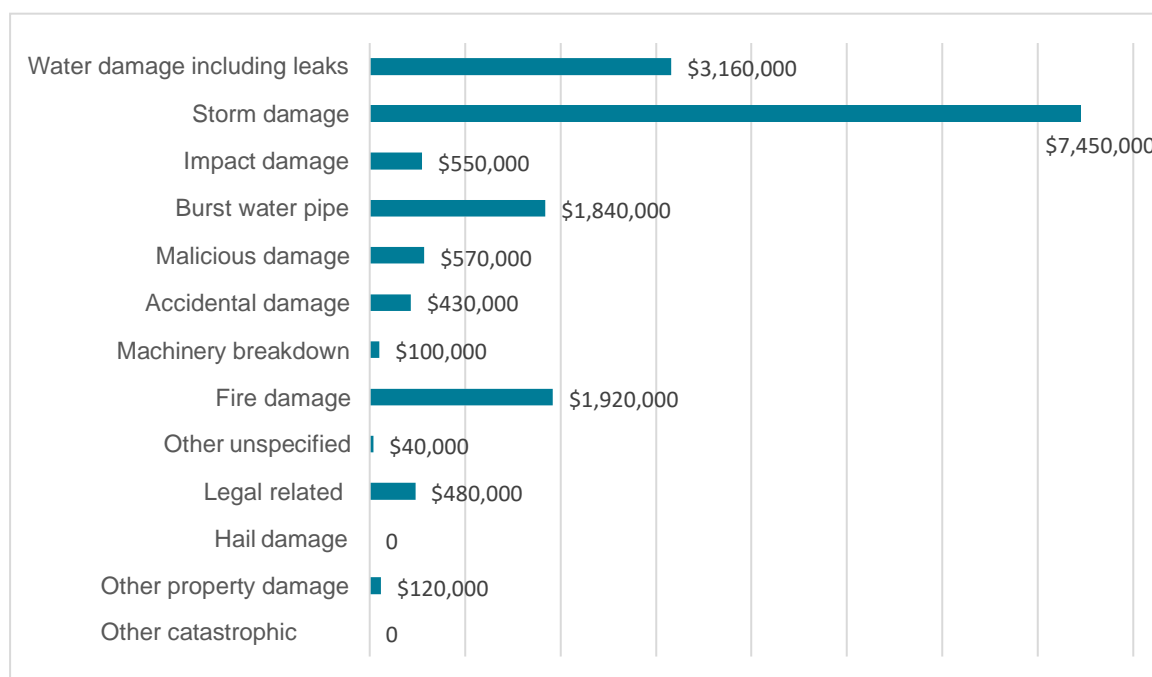 Water damage including leaks $3,160,000
Storm damage
$7,450,000
Impact damage $550,000
Burst water pipe $1,840,000
Malicious damage $570,000
Accidental damage $430,000
Machinery breakdown $100,000
Fire damage $1,920,000
Other unspecified $40,000
Legal related $480,000
Hail damage 0
Other property damage $120,000
Other catastrophic 0